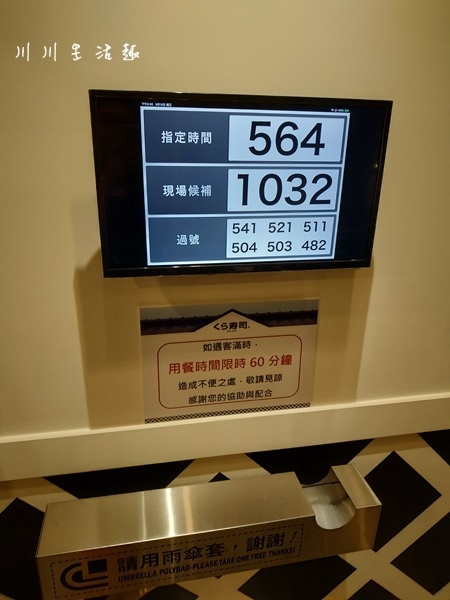 川川生活趣
指定時間 564
現場候補 1032
過號 541 521 511
504 503 482
くら寿司
如遇客滿時，
用餐時間限時 60 分鐘
造成不便之處，敬請見諒
感謝您的協助與配合
請用雨傘套，謝謝！
UMBRELLA POLYBAG-PLEASE TAKE ONE FREE THANKS!